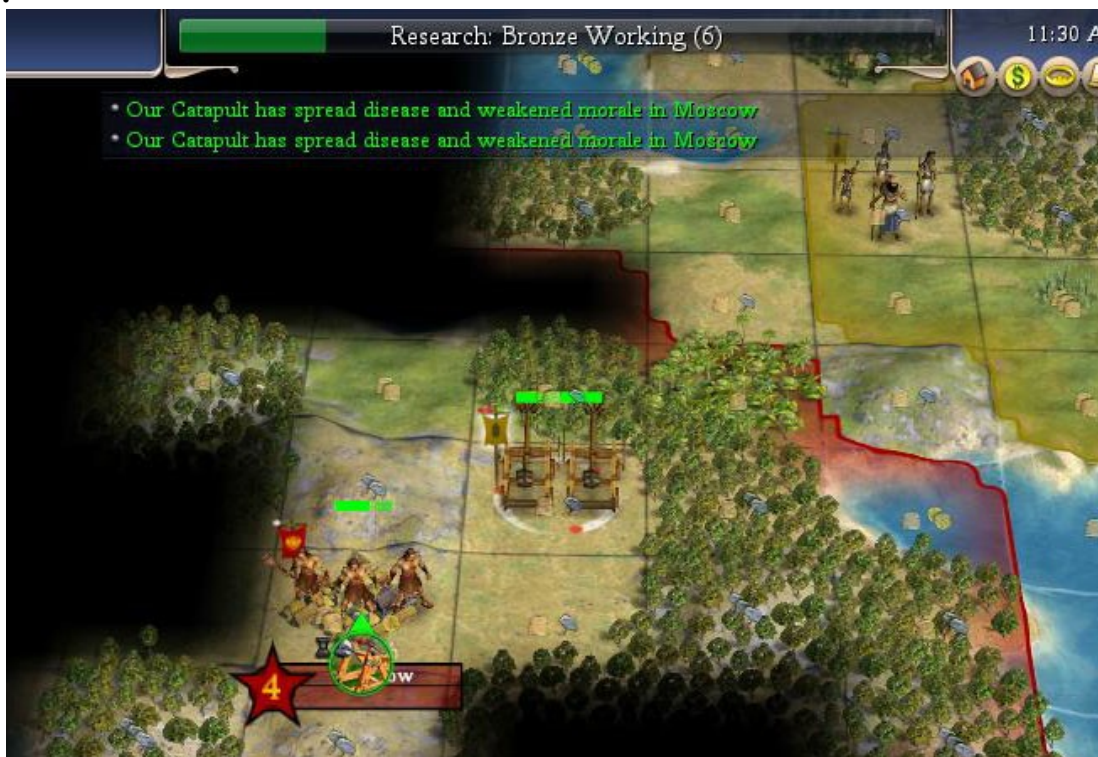 Research: Bronze Working (6)
11:30 A
• Our Catapult has spread disease and weakened morale in Moscow
• Our Catapult has spread disease and weakened morale in Moscow
4
ow